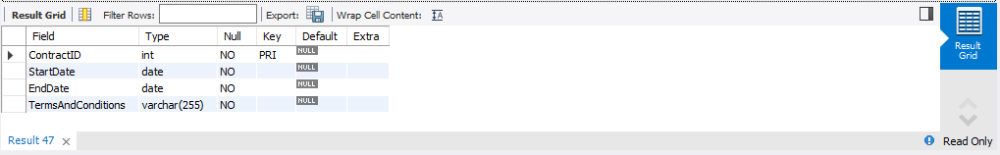 Result Grid Filter Rows: Export: Wrap Cell Content: IA
Field Type Null Key Default Extra
ContractID int NO PRI NULL
StartDate date NO NULL
EndDate date NO NULL
TermsAndConditions varchar(255) NO NULL
Result
Grid
Result 47 × Read Only